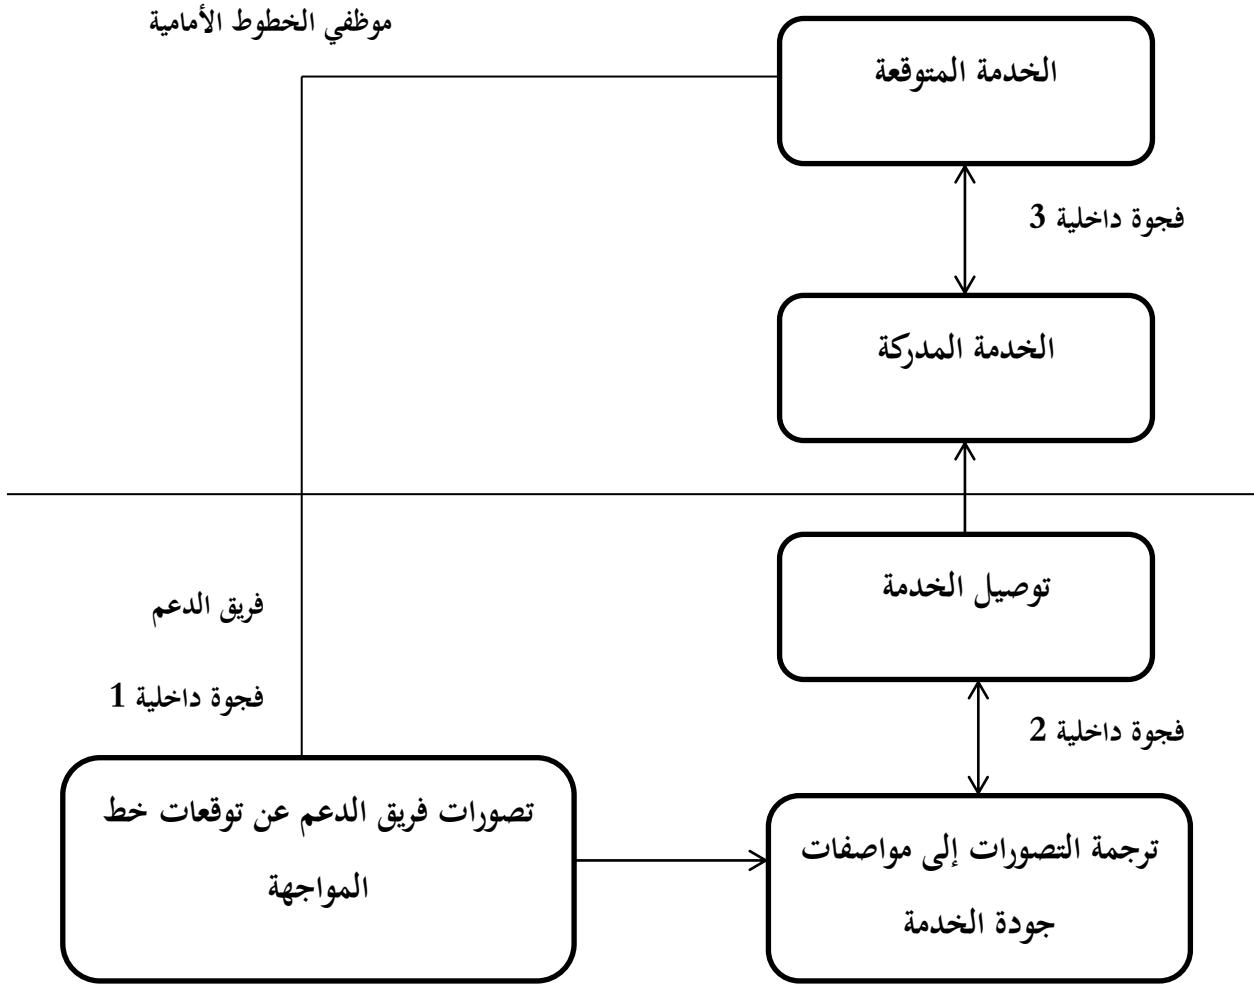 موظفي الخطوط الأمامية
الخدمة المتوقعة
فجوة داخلية 3
الخدمة المدركة
توصيل الخدمة
فريق الدعم
فجوة داخلية 1
فجوة داخلية 2
تصورات فريق الدعم عن توقعات خط
المواجهة
ترجمة التصورات إلى مواصفات
جودة الخدمة